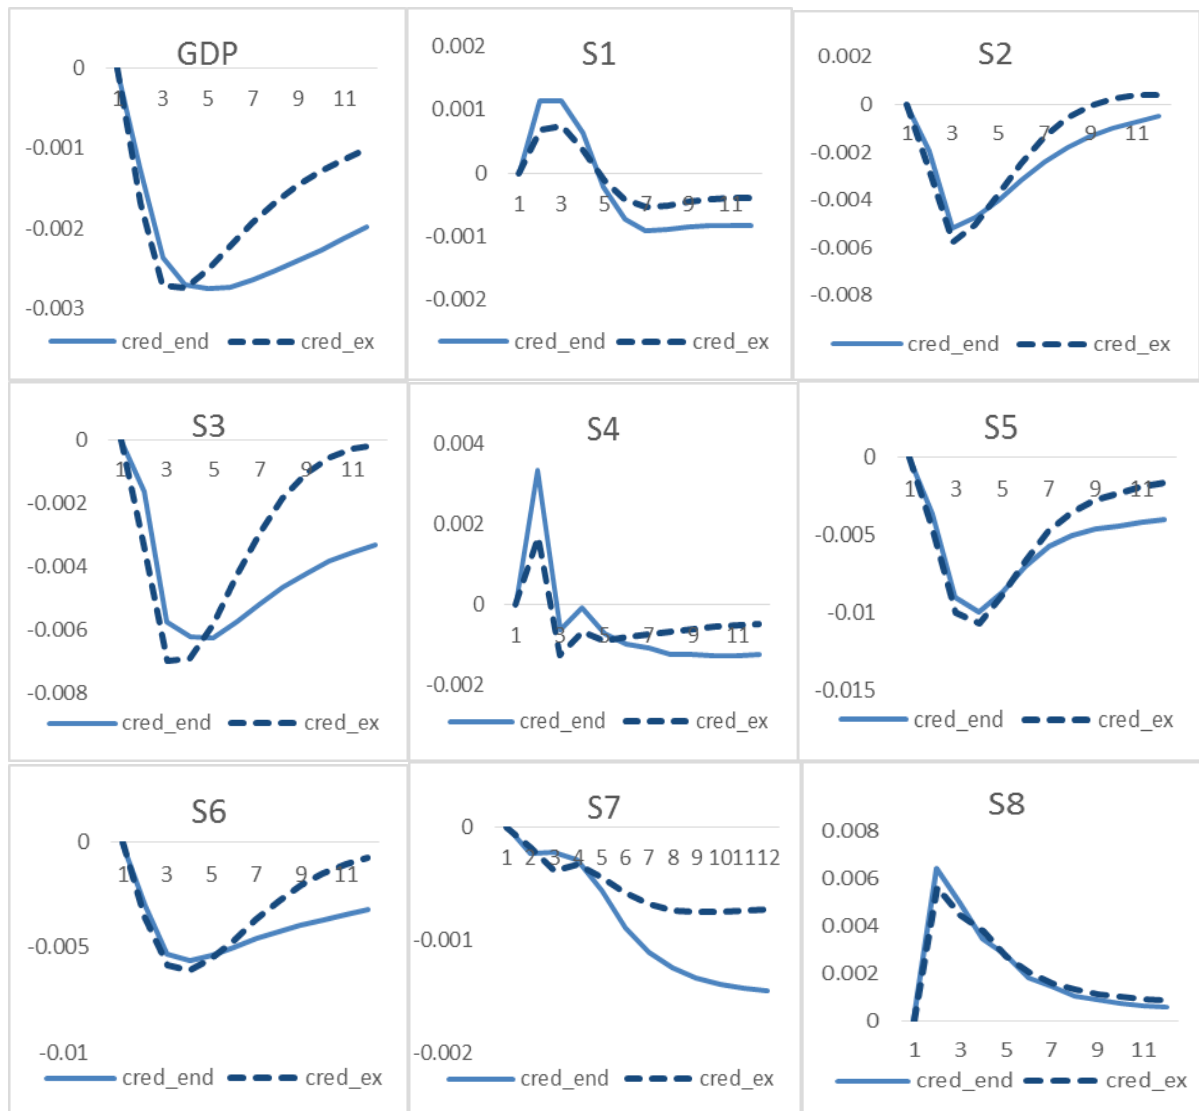 GDP
0
1 3 5 7 9 11
-0.001
-0.002
-0.003
cred_end cred_ex
S1
0.002
0.001
0
1 3 5 7 9 11
-0.001
-0.002
cred_end cred_ex
S2
0.002
0
1 3 5 7 9 11
-0.002
-0.004
-0.006
-0.008
cred_end cred_ex
S3
0
1 3 5 7 9 11
-0.002
-0.004
-0.006
-0.008
cred_end cred_ex
S4
0.004
0.002
0
1 3 5 7 9 11
-0.002
cred_end cred_ex
S5
0
1 3 5 7 9 11
-0.005
-0.01
-0.015
cred_end cred_ex
S6
0
1 3 5 7 9 11
-0.005
-0.01
cred_end cred_ex
S7
0
1 2 3 4 5 6 7 8 9 10 11 12
-0.001
-0.002
cred_end cred_ex
S8
0.008
0.006
0.004
0.002
0
1 3 5 7 9 11
cred_end cred_ex